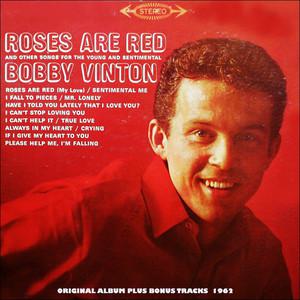 STEREO
ROSES ARE RED
AND OTHER SONGS FOR THE YOUNG AND SENTIMENTAL
BOBBY VINTON
ROSES ARE RED (My Love) / SENTIMENTAL ME
I FALL TO PIECES / MR. LONELY
HAVE I TOLD YOU LATELY THAT I LOVE YOU?
I CAN'T STOP LOVING YOU
I CAN'T HELP IT / TRUE LOVE
ALWAYS IN MY HEART / CRYING
IF I GIVE MY HEART TO YOU
PLEASE HELP ME, I'M FALLING
ORIGINAL ALBUM PLUS BONUS TRACKS 1962